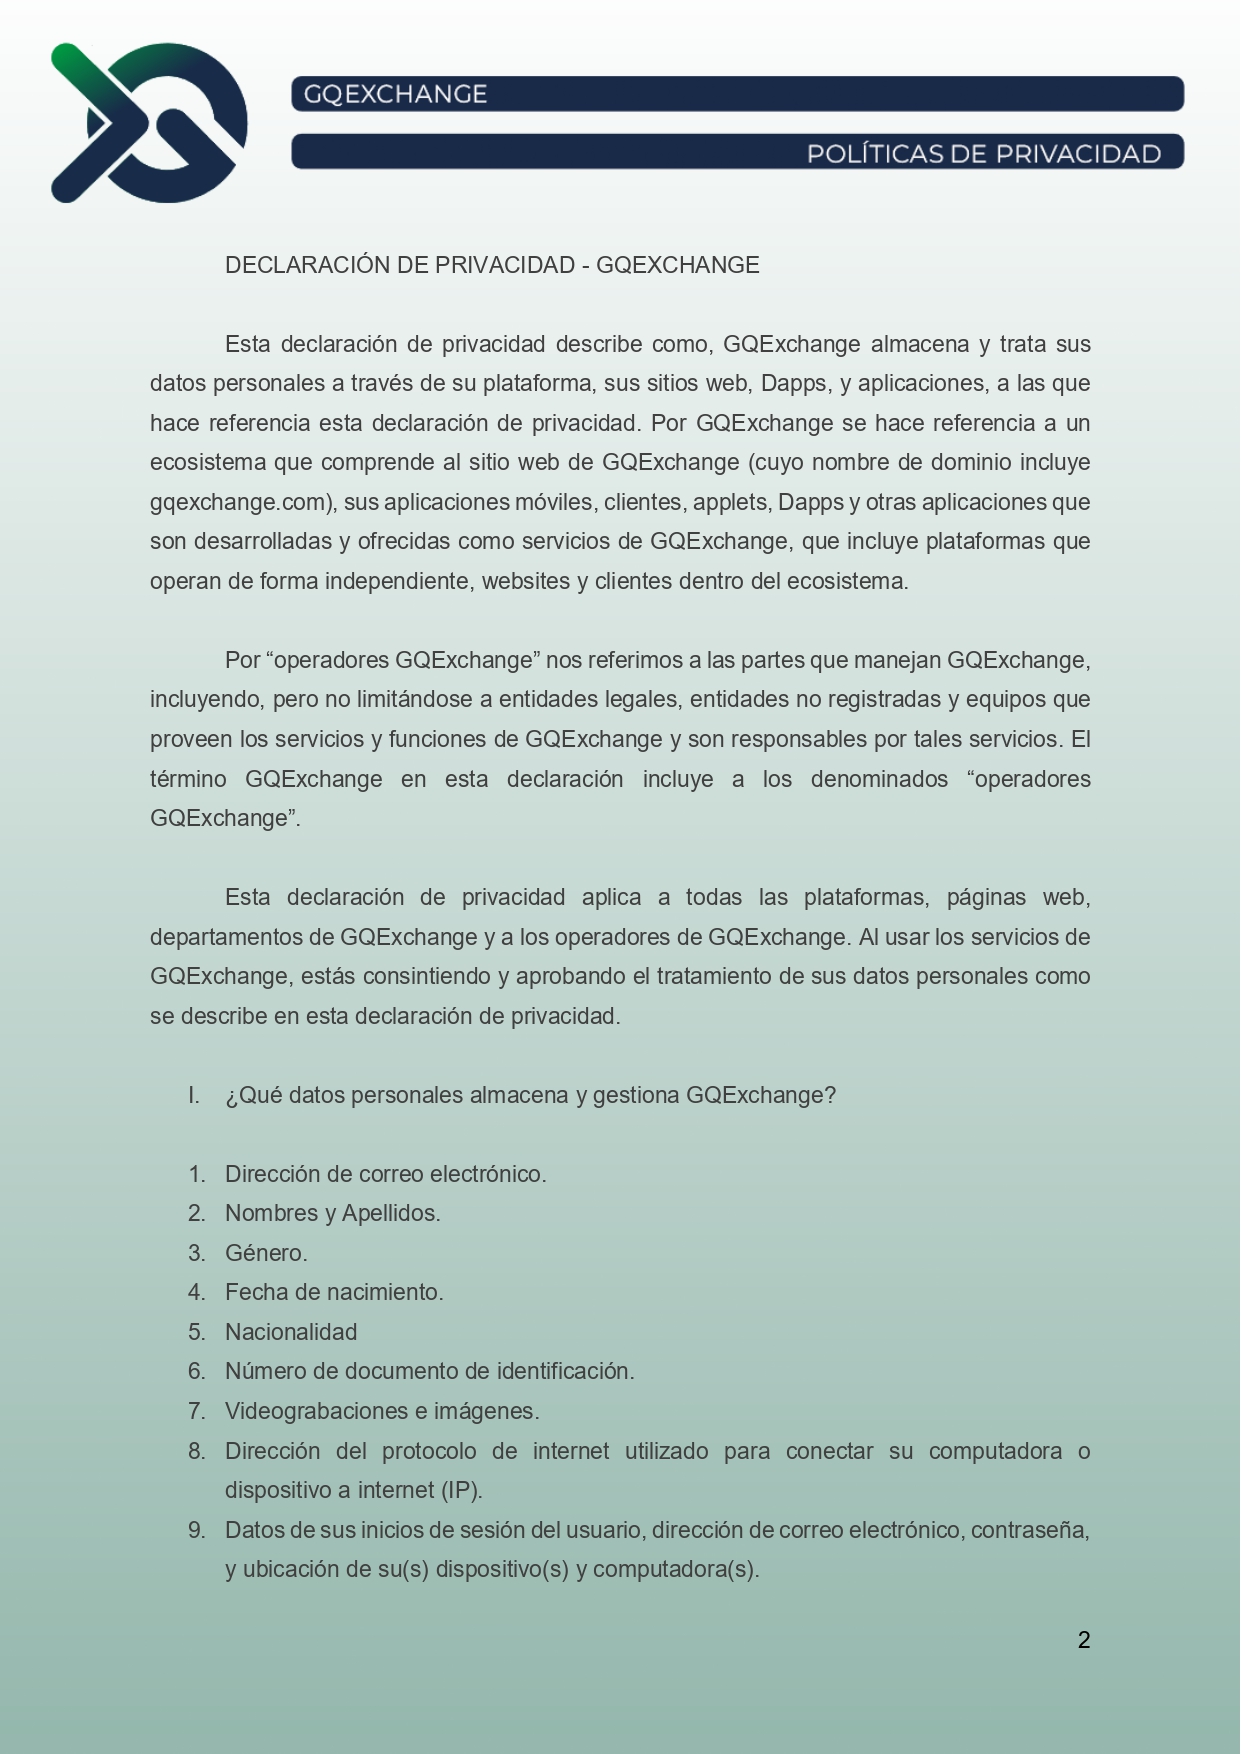 GQEXCHANGE
POLÍTICAS DE PRIVACIDAD
DECLARACIÓN DE PRIVACIDAD - GQEXCHANGE
Esta declaración de privacidad describe como, GQExchange almacena y trata sus
datos personales a través de su plataforma, sus sitios web, Dapps, y aplicaciones, a las que
hace referencia esta declaración de privacidad. Por GQExchange se hace referencia a un
ecosistema que comprende al sitio web de GQExchange (cuyo nombre de dominio incluye
gqexchange.com), sus aplicaciones móviles, clientes, applets, Dapps y otras aplicaciones que
son desarrolladas y ofrecidas como servicios de GQExchange, que incluye plataformas que
operan de forma independiente, websites y clientes dentro del ecosistema.
Por “operadores GQExchange” nos referimos a las partes que manejan GQExchange,
incluyendo, pero no limitándose a entidades legales, entidades no registradas y equipos que
proveen los servicios y funciones de GQExchange y son responsables por tales servicios. El
término GQExchange en esta declaración incluye a los denominados “operadores
GQExchange”.
Esta declaración de privacidad aplica a todas las plataformas, páginas web,
departamentos de GQExchange y a los operadores de GQExchange. Al usar los servicios de
GQExchange, estás consintiendo y aprobando el tratamiento de sus datos personales como
se describe en esta declaración de privacidad.
I. ¿Qué datos personales almacena y gestiona GQExchange?
1. Dirección de correo electrónico.
2. Nombres y Apellidos.
3. Género.
4. Fecha de nacimiento.
5. Nacionalidad
6. Número de documento de identificación.
7. Videograbaciones e imágenes.
8. Dirección del protocolo de internet utilizado para conectar su computadora o
dispositivo a internet (IP).
9. Datos de sus inicios de sesión del usuario, dirección de correo electrónico, contraseña,
y ubicación de su(s) dispositivo(s) y computadora(s).
2